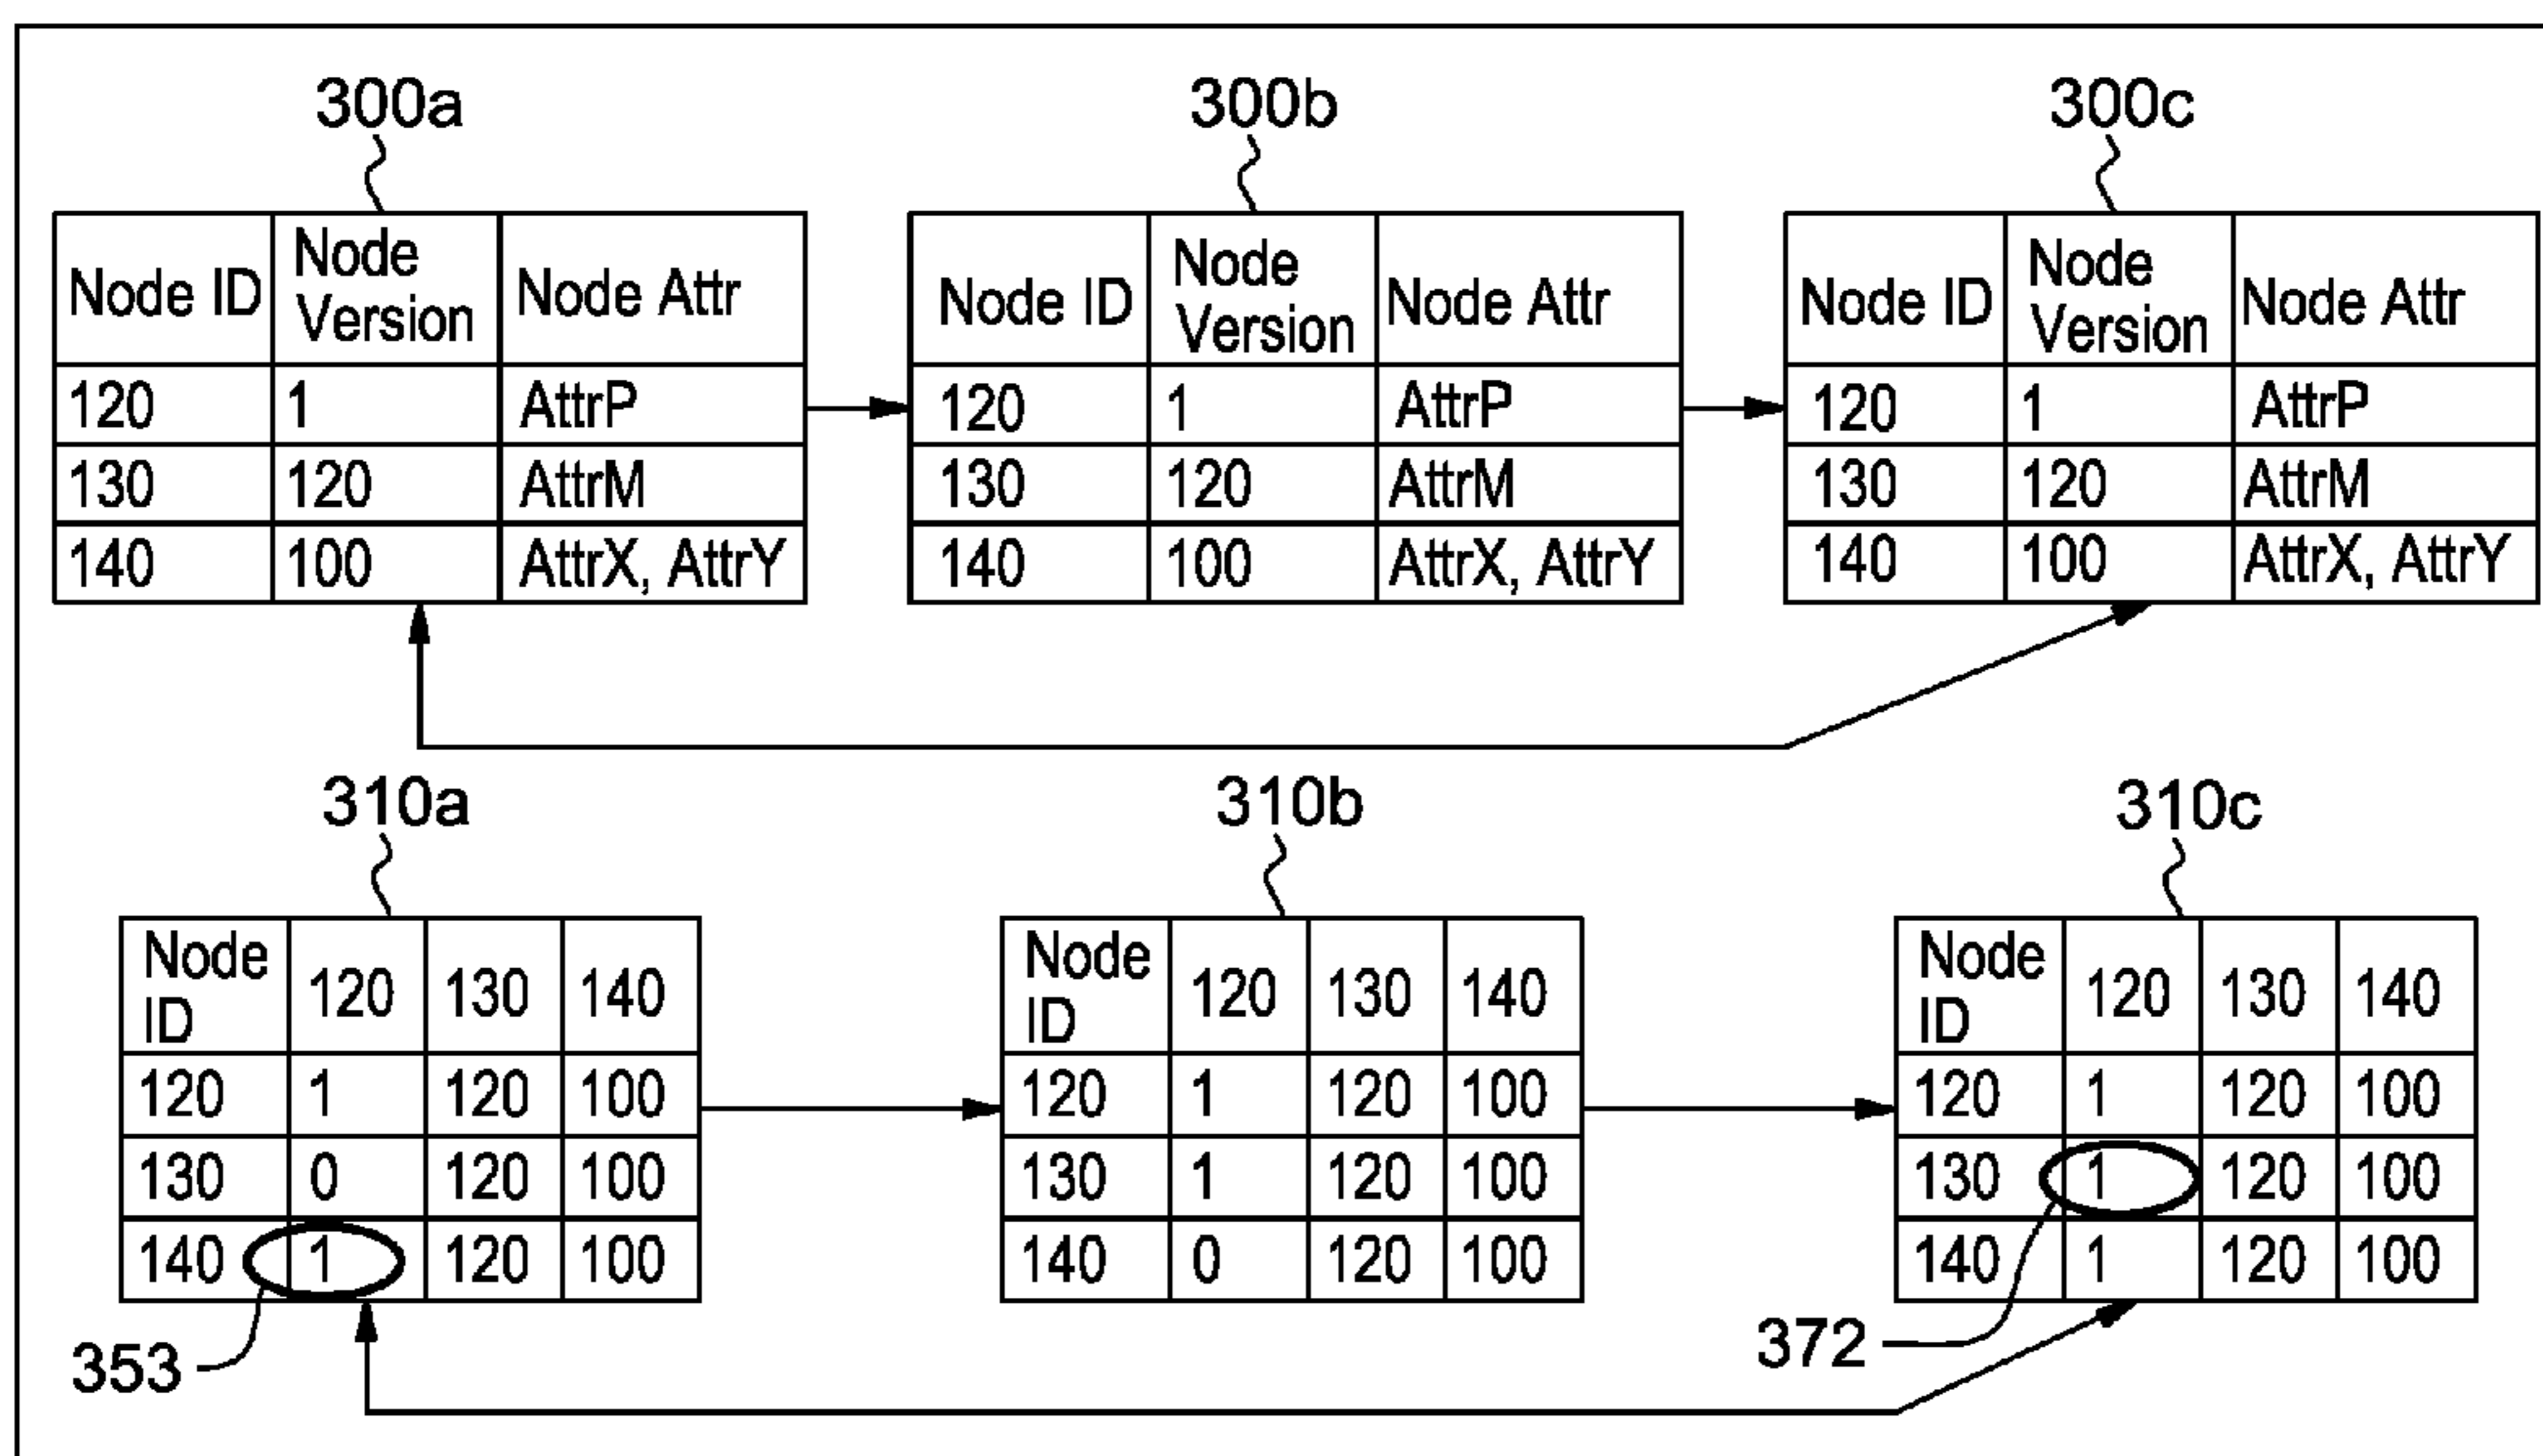 300a 300b 300c
Node ID Node Version Node Attr Node ID Node Version Node Attr Node ID Node Version Node Attr
120 1 AttrP 120 1 AttrP 120 1 AttrP
130 120 AttrM 130 120 AttrM 130 120 AttrM
140 100 AttrX, AttrY 140 100 AttrX, AttrY 140 100 AttrX, AttrY
310a 310b 310c
Node ID 120 130 140 Node ID 120 130 140 Node ID 120 130 140
120 1 120 100 120 1 120 100 120 1 120 100
130 0 120 100 130 1 120 100 130 1 120 100
140 1 120 100 140 0 120 100 140 1 120 100
353 372